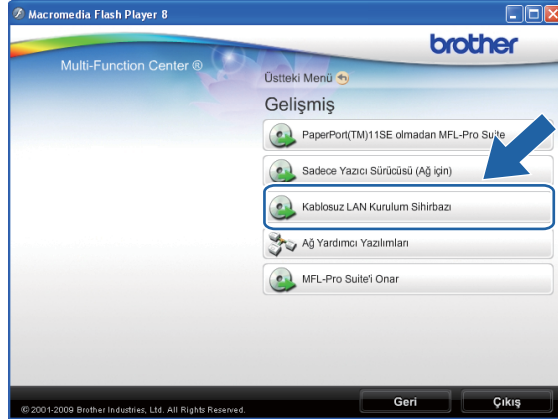 Macromedia Flash Player 8
brother
Multi-Function Center ®
Üstteki Menü
Gelişmiş
PaperPort(TM)11SE olmadan MFL-Pro Suite
Sadece Yazıcı Sürücüsü (Ağ için)
Kablosuz LAN Kurulum Sihirbazı
Ağ Yardımcı Yazılımları
MFL-Pro Suite'i Onar
Geri
Çıkış
© 2001-2009 Brother Industries, Ltd. All Rights Reserved.